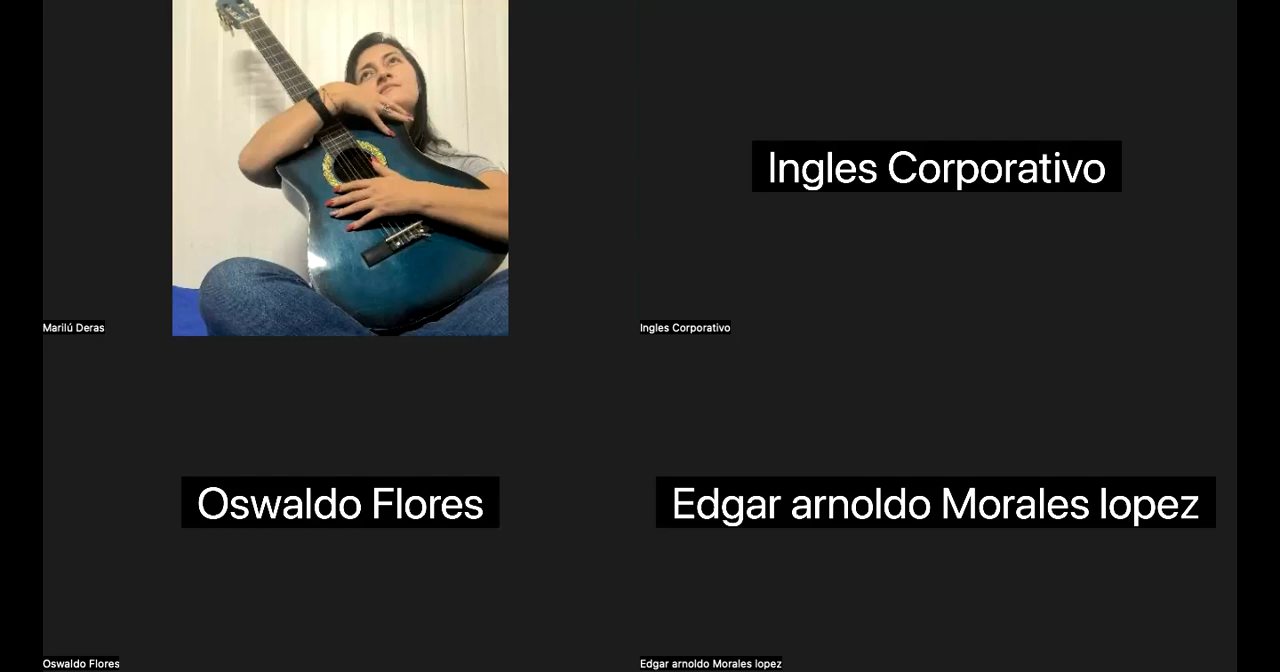 Ingles Corporativo
Marilú Deras
Ingles Corporativo
Oswaldo Flores
Edgar arnoldo Morales lopez
Oswaldo Flores
Edgar arnoldo Morales lopez